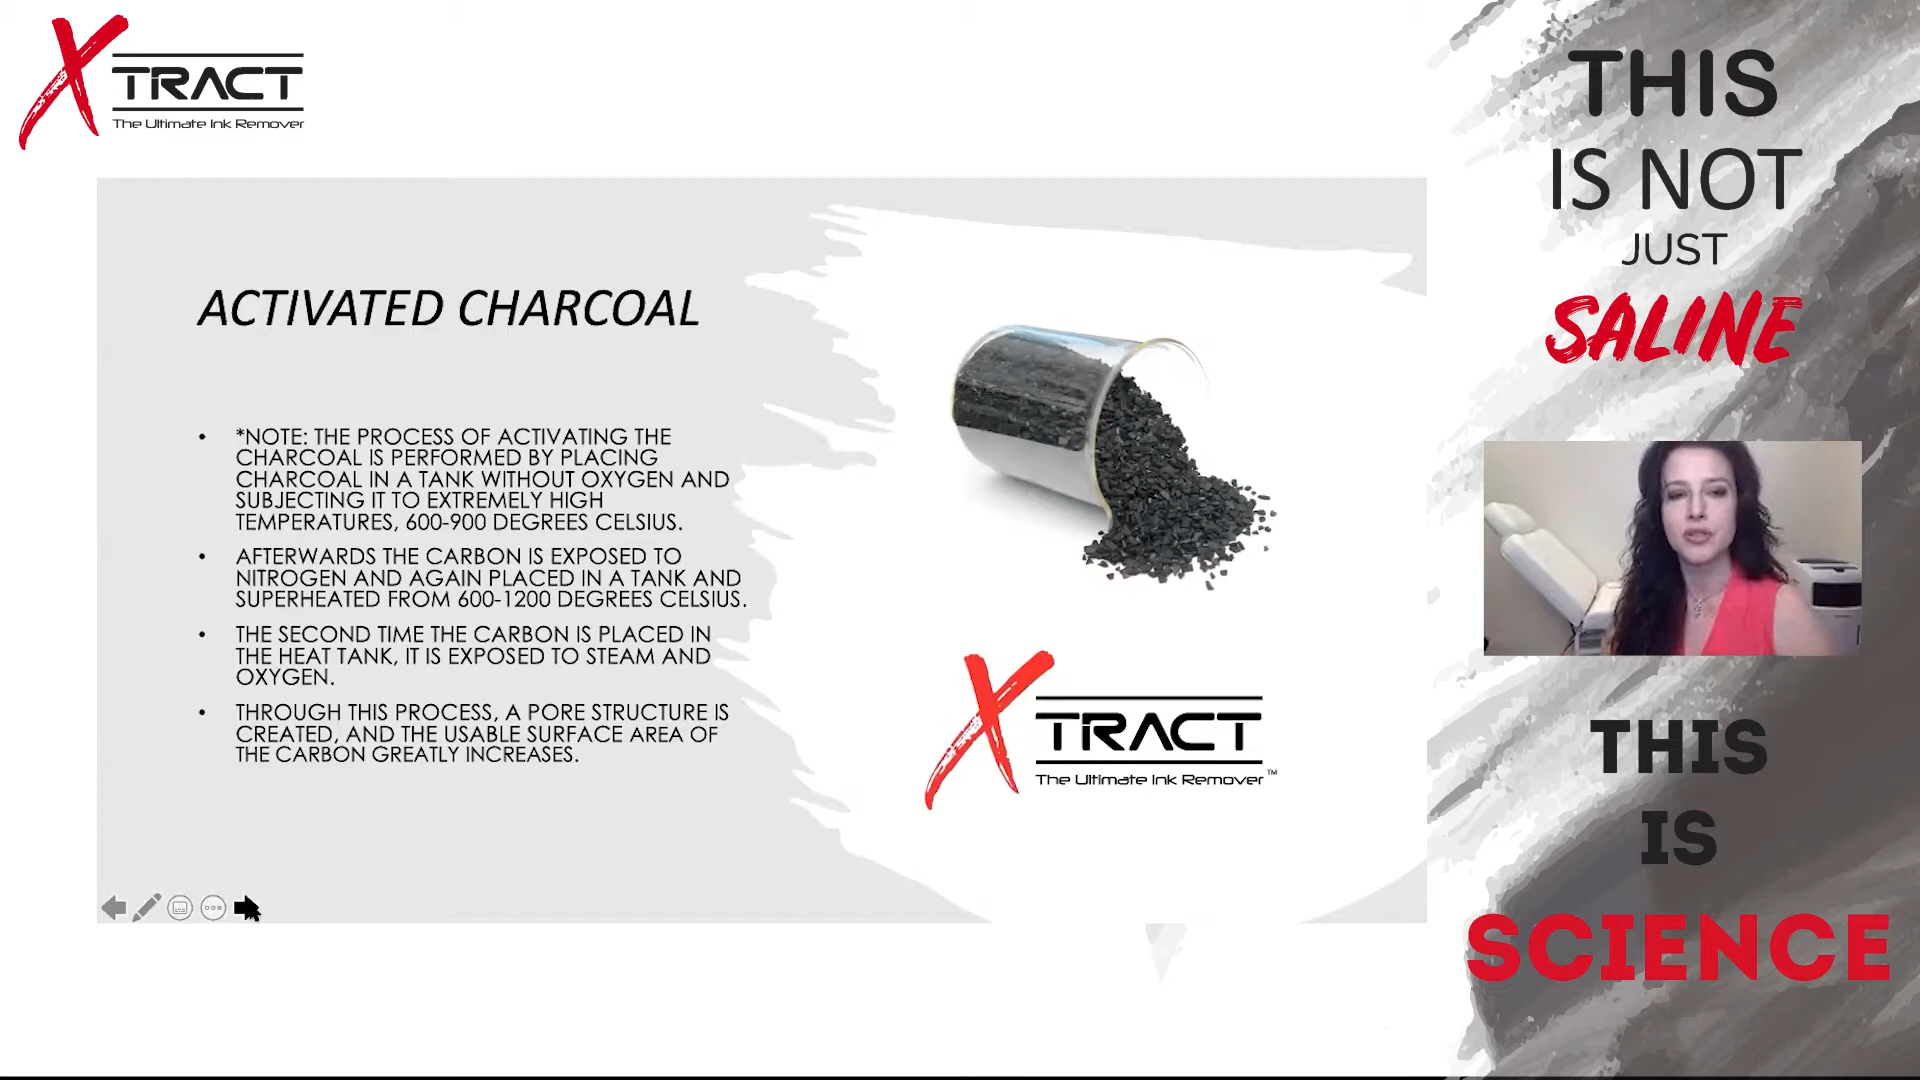 XTRACT
The Ultimate Ink Remover
ACTIVATED CHARCOAL
• *NOTE: THE PROCESS OF ACTIVATING THE
CHARCOAL IS PERFORMED BY PLACING
CHARCOAL IN A TANK WITHOUT OXYGEN AND
SUBJECTING IT TO EXTREMELY HIGH
TEMPERATURES, 600-900 DEGREES CELSIUS.
• AFTERWARDS THE CARBON IS EXPOSED TO
NITROGEN AND AGAIN PLACED IN A TANK AND
SUPERHEATED FROM 600-1200 DEGREES CELSIUS.
• THE SECOND TIME THE CARBON IS PLACED IN
THE HEAT TANK, IT IS EXPOSED TO STEAM AND
OXYGEN.
• THROUGH THIS PROCESS, A PORE STRUCTURE IS
CREATED, AND THE USABLE SURFACE AREA OF
THE CARBON GREATLY INCREASES.
XTRACT
The Ultimate Ink Remover™
THIS
IS NOT
JUST
SALINE
THIS
IS
SCIENCE